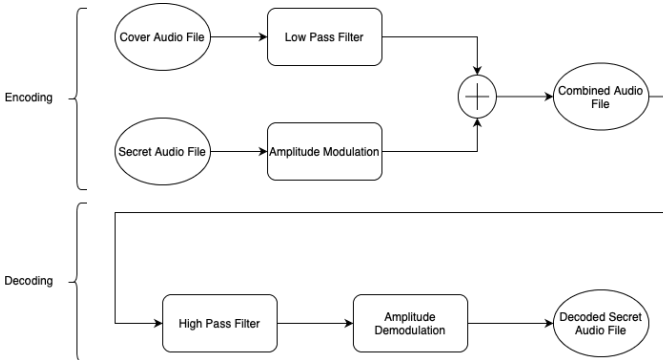 Cover Audio File
Low Pass Filter
Encoding
Combined Audio
File
Secret Audio File
Amplitude Modulation
Decoding
High Pass Filter
Amplitude
Demodulation
Decoded Secret
Audio File